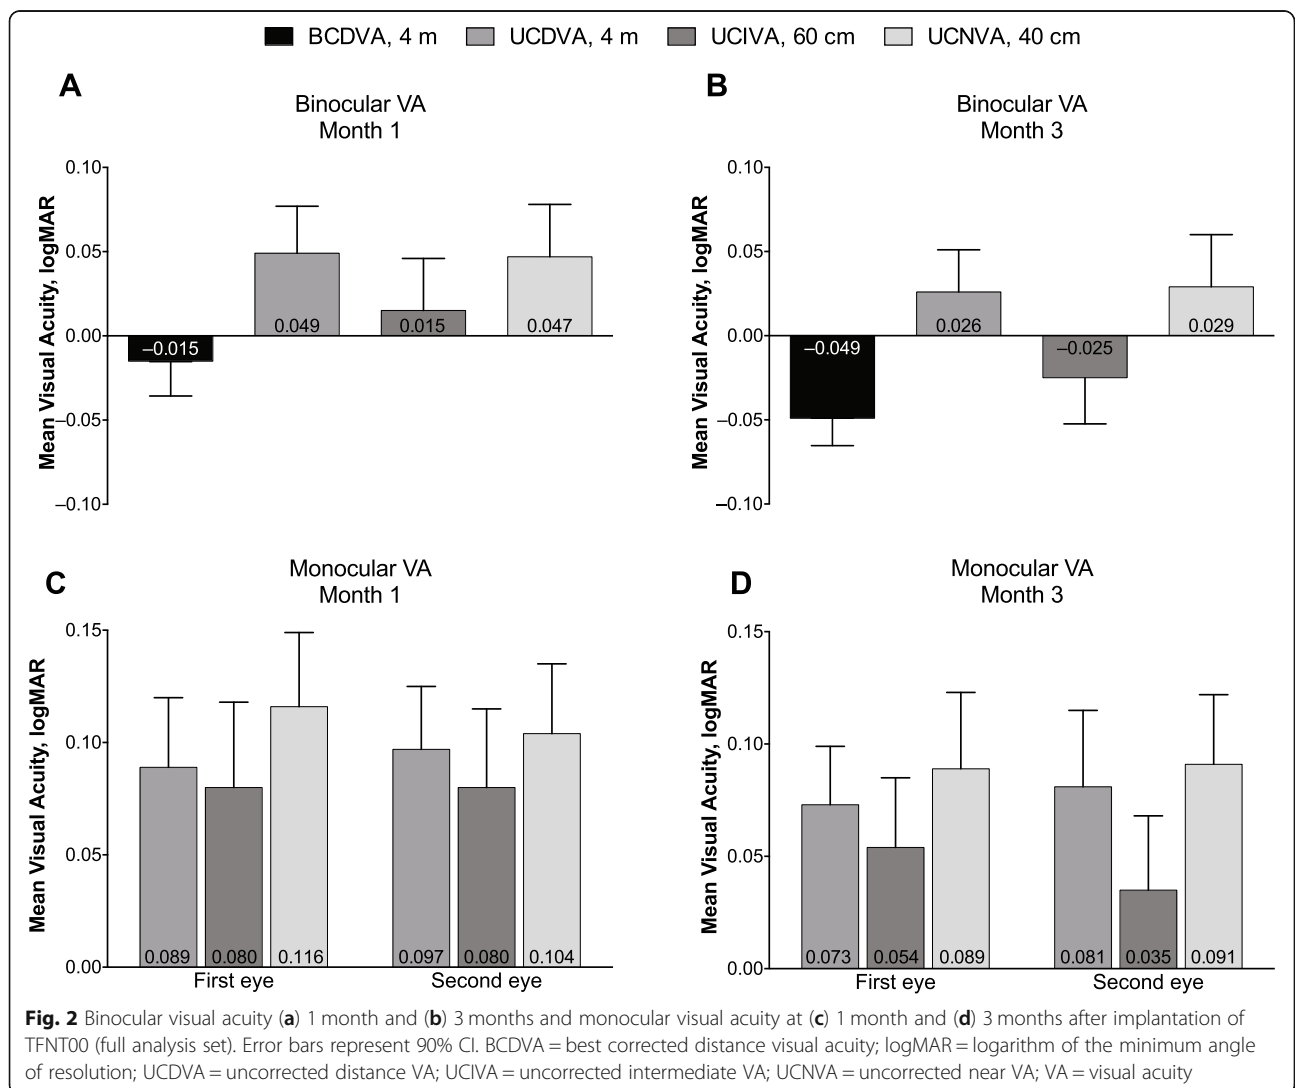 BCDVA, 4 m UCDVA, 4 m UCIVA, 60 cm UCNVA, 40 cm
A
Binocular VA
Month 1
Mean Visual Acuity, logMAR
0.10
0.05
0.00
–0.05
–0.10
–0.015
0.049
0.015
0.047
B
Binocular VA
Month 3
Mean Visual Acuity, logMAR
0.10
0.05
0.00
–0.05
–0.10
–0.049
0.026
–0.025
0.029
C
Monocular VA
Month 1
Mean Visual Acuity, logMAR
0.15
0.10
0.05
0.00
0.089 0.080 0.116 0.097 0.080 0.104
First eye Second eye
D
Monocular VA
Month 3
Mean Visual Acuity, logMAR
0.15
0.10
0.05
0.00
0.073 0.054 0.089 0.081 0.035 0.091
First eye Second eye
Fig. 2 Binocular visual acuity (a) 1 month and (b) 3 months and monocular visual acuity at (c) 1 month and (d) 3 months after implantation of
TFNT00 (full analysis set). Error bars represent 90% CI. BCDVA = best corrected distance visual acuity; logMAR = logarithm of the minimum angle
of resolution; UCDVA = uncorrected distance VA; UCIVA = uncorrected intermediate VA; UCNVA = uncorrected near VA; VA = visual acuity